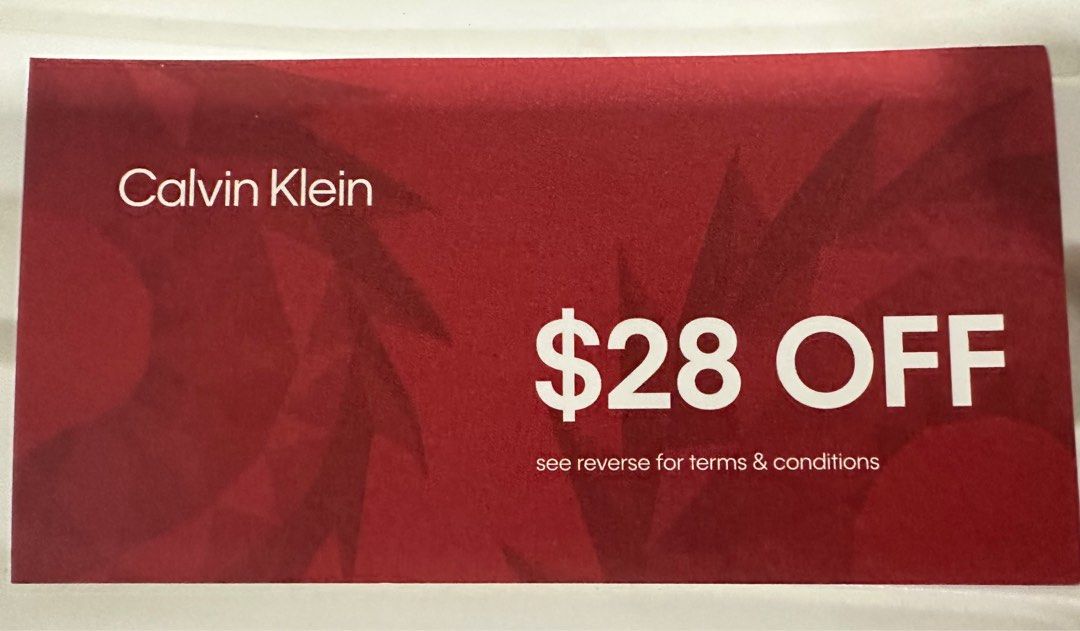 Calvin Klein
$28 OFF
see reverse for terms & conditions